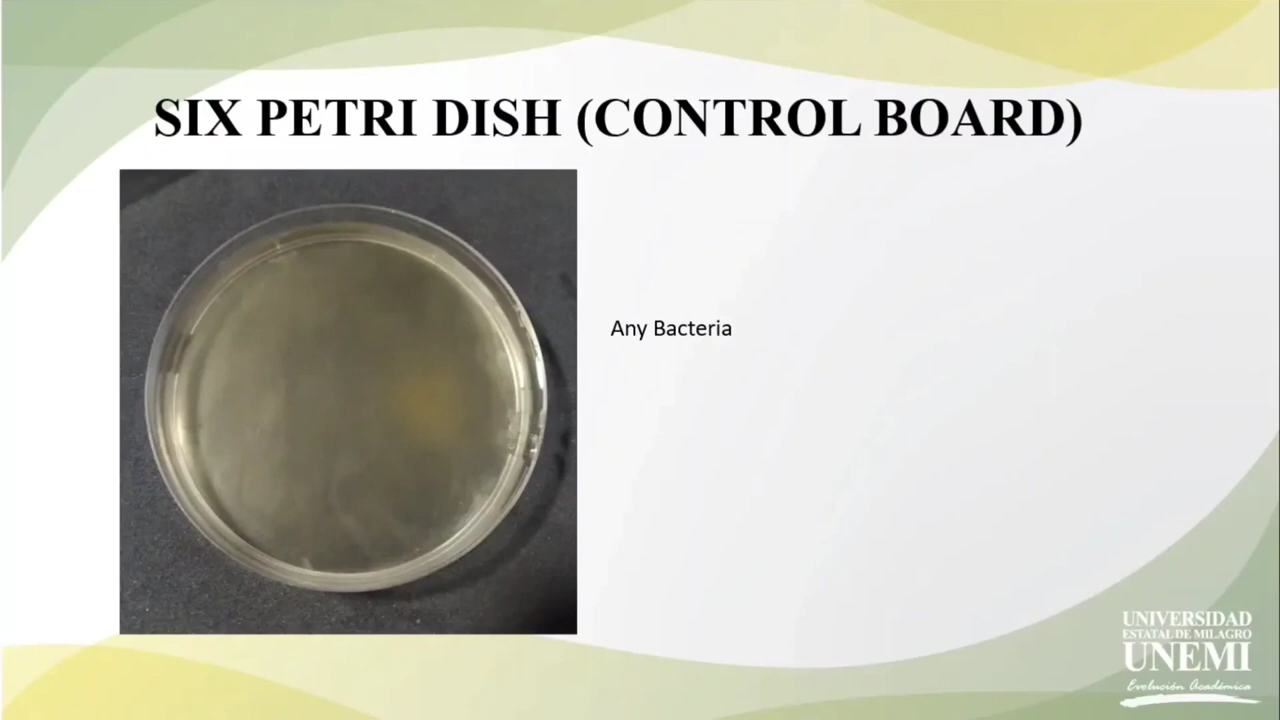 SIX PETRI DISH (CONTROL BOARD)
Any Bacteria
UNIVERSIDAD
ESTATAL DE MILAGRO
UNEMI
Evolución Académica